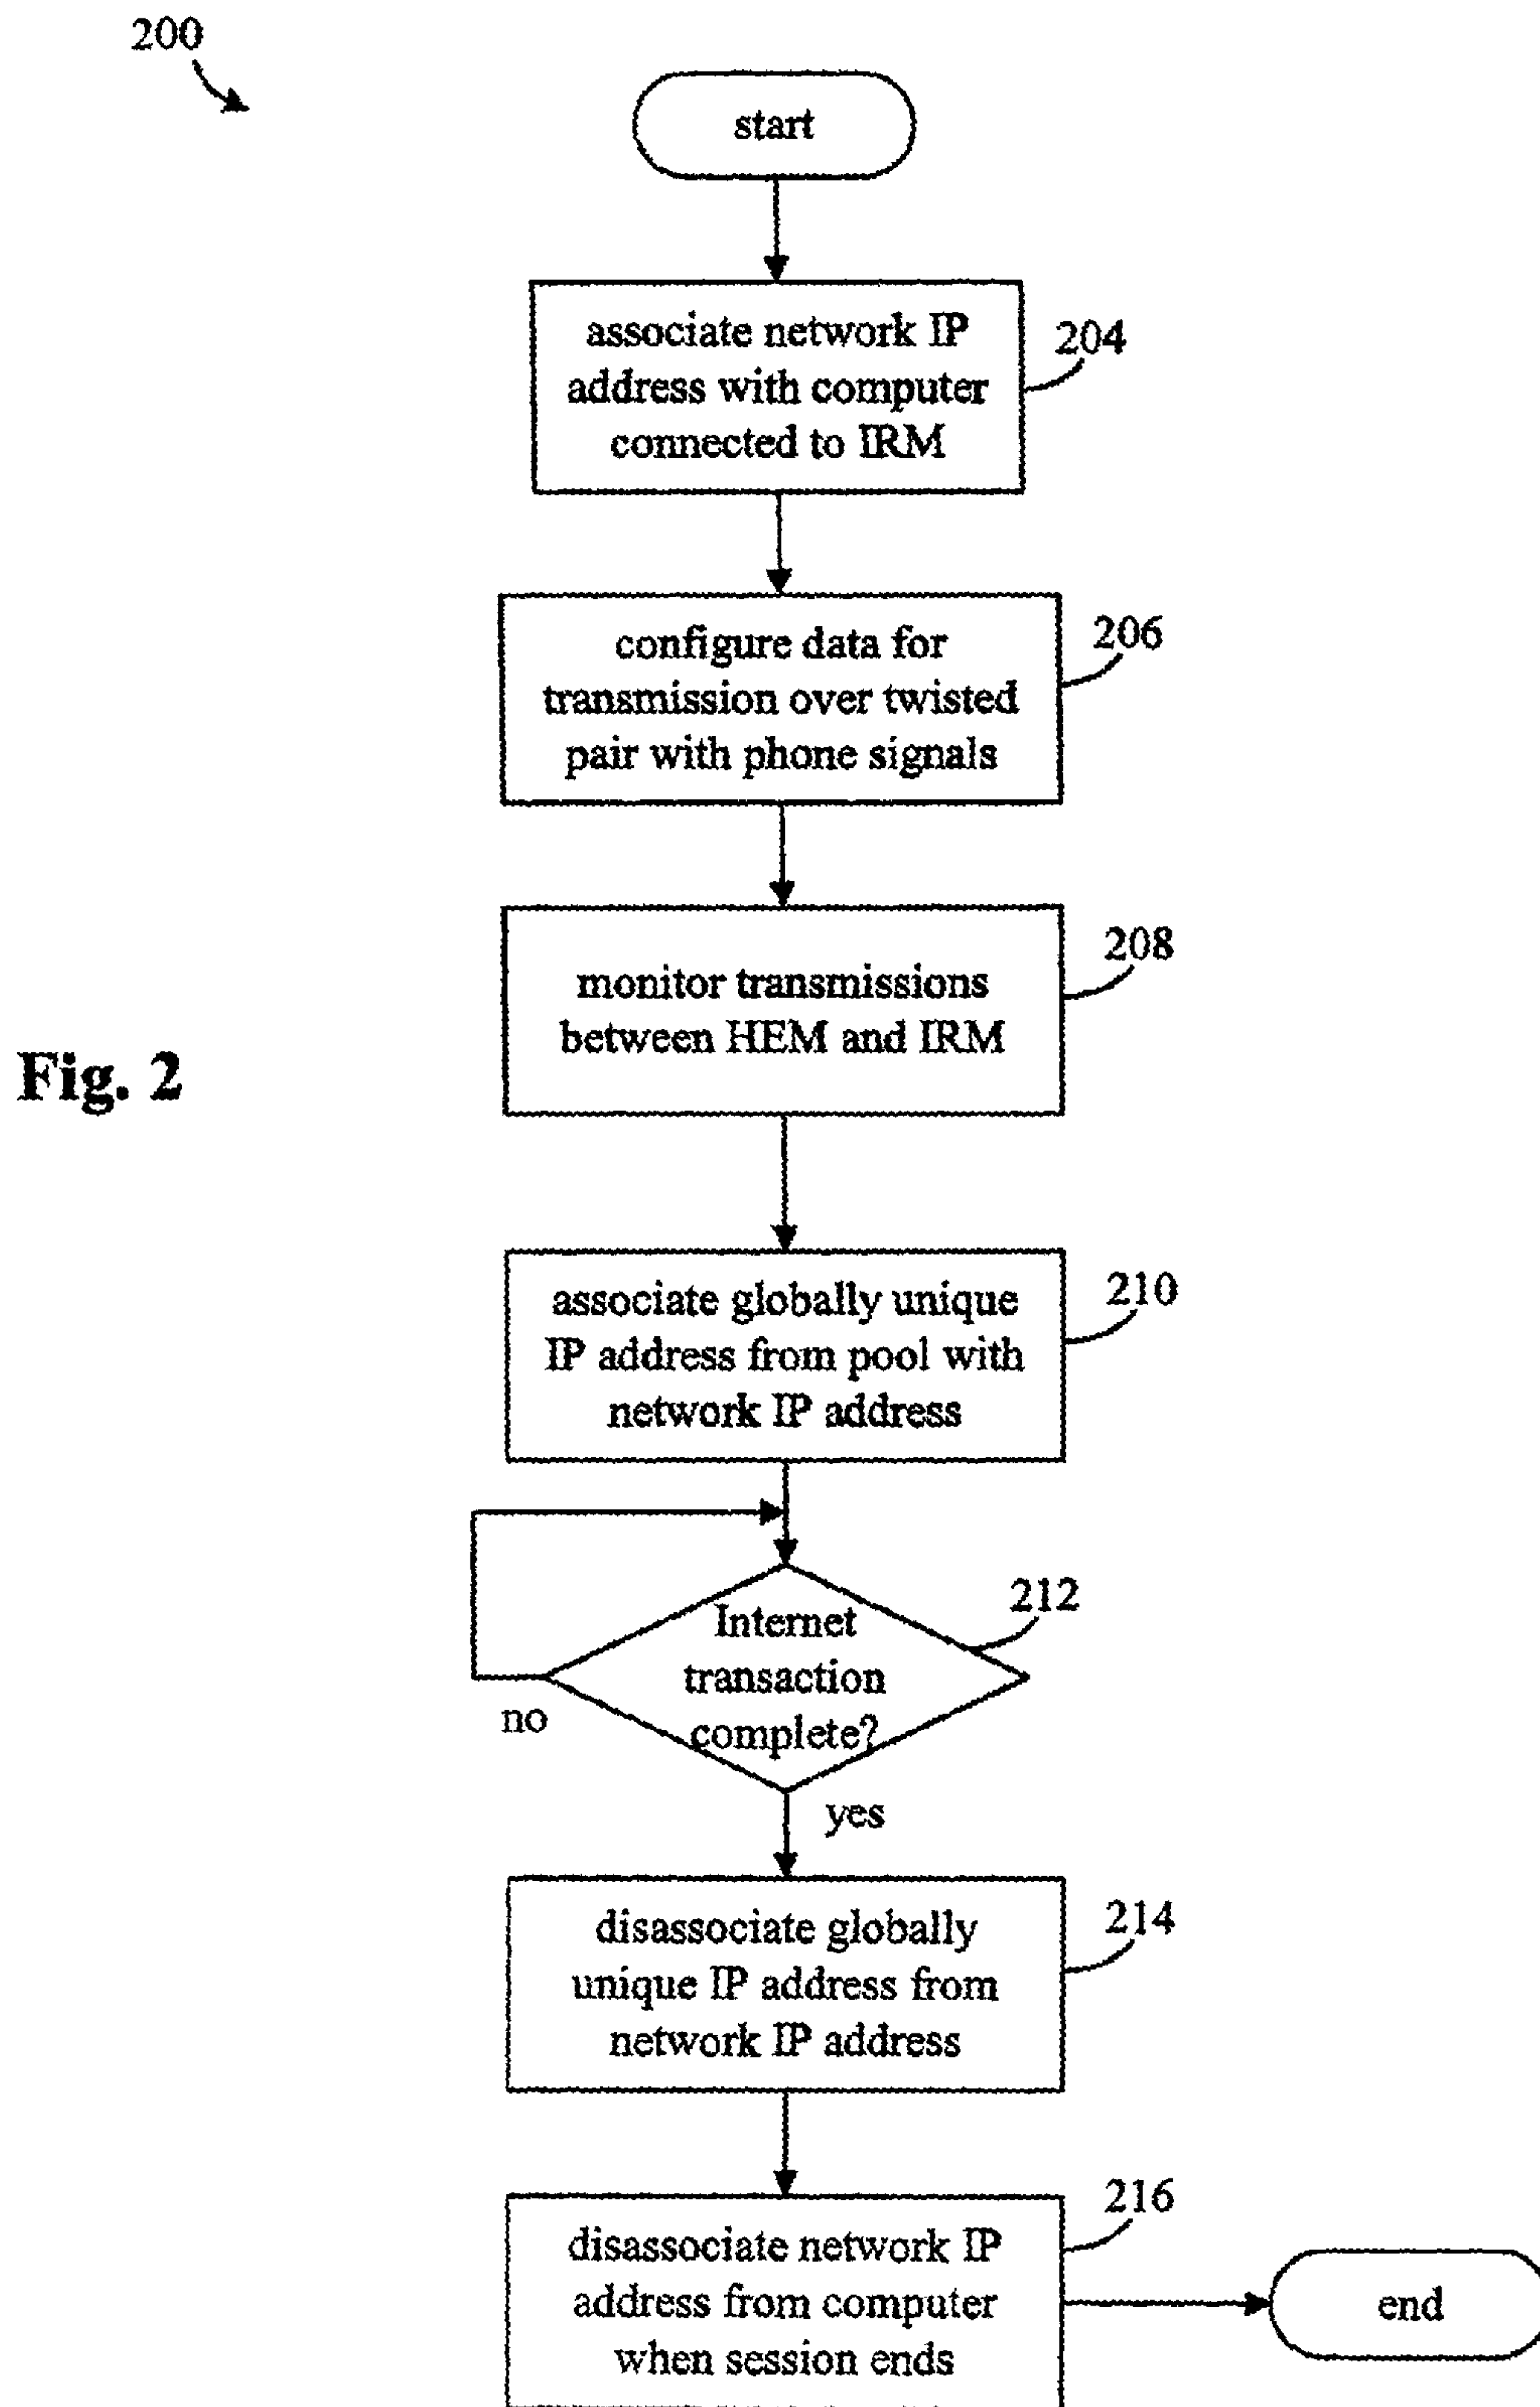 200
start
associate network IP
address with computer
connected to IRM
204
configure data for
transmission over twisted
pair with phone signals
206
monitor transmissions
between HEM and IRM
208
Fig. 2
associate globally unique
IP address from pool with
network IP address
210
Internet
transaction
complete?
212
no
yes
disassociate globally
unique IP address from
network IP address
214
disassociate network IP
address from computer
when session ends
216
end